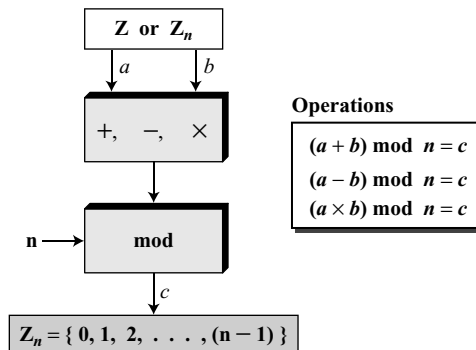 Z or Zn
a b
+, −, ×
n
mod
c
Zn = { 0, 1, 2, . . . , (n − 1) }
Operations
(a + b) mod n = c
(a − b) mod n = c
(a × b) mod n = c